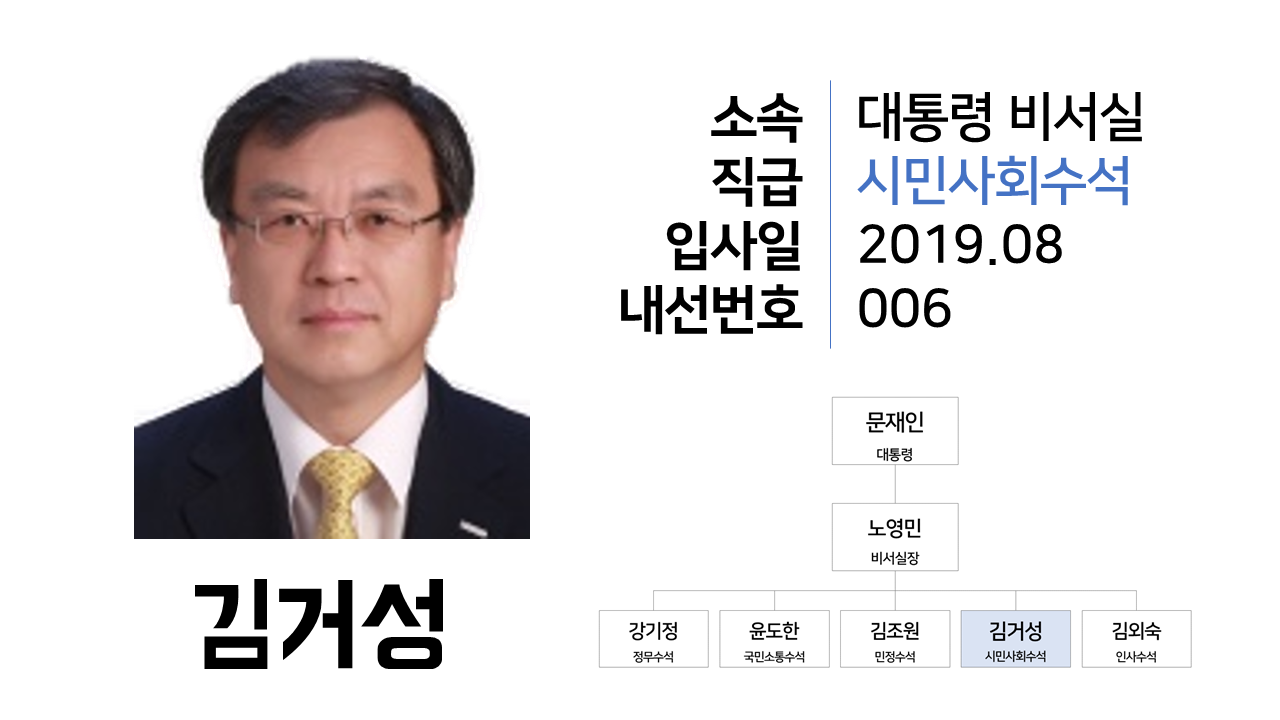 소속 대통령 비서실
직급 시민사회수석
입사일 2019.08
내선번호 006
김거성
문재인
대통령
노영민
비서실장
강기정
정무수석
윤도한
국민소통수석
김조원
민정수석
김거성
시민사회수석
김외숙
인사수석